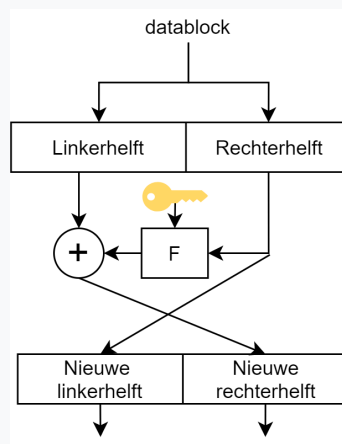 datablock
Linkerhelft
Rechterhelft
+
F
Nieuwe
linkerhelft
Nieuwe
rechterhelft